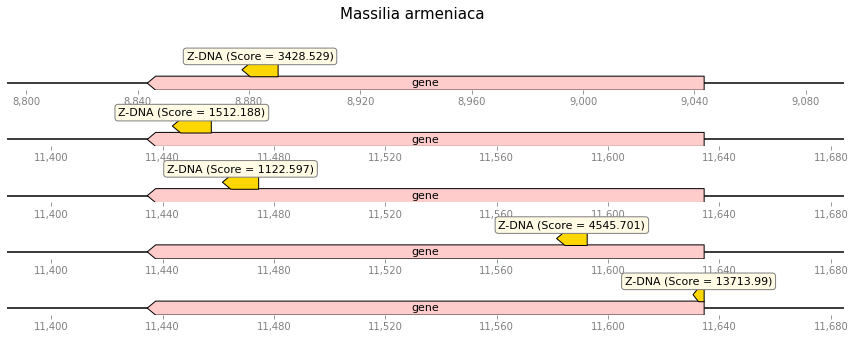 Massilia armeniaca
Z-DNA (Score = 3428.529)
gene
8,800 8,840 8,880 8,920 8,960 9,000 9,040 9,080
Z-DNA (Score = 1512.188)
gene
11,400 11,440 11,480 11,520 11,560 11,600 11,640 11,680
Z-DNA (Score = 1122.597)
gene
11,400 11,440 11,480 11,520 11,560 11,600 11,640 11,680
Z-DNA (Score = 4545.701)
gene
11,400 11,440 11,480 11,520 11,560 11,600 11,640 11,680
Z-DNA (Score = 13713.99)
gene
11,400 11,440 11,480 11,520 11,560 11,600 11,640 11,680